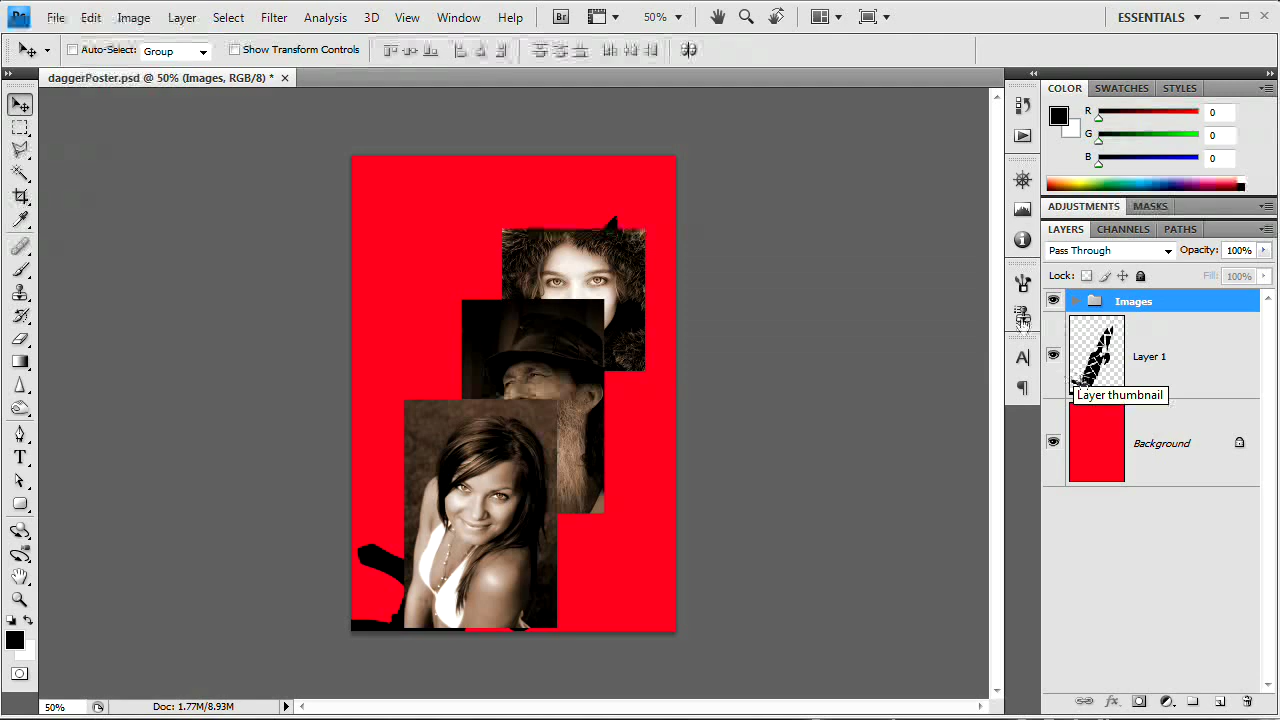 Ps File Edit Image Layer Select Filter Analysis 3D View Window Help Br 50% ESSENTIALS
Auto-Select: Group Show Transform Controls
daggerPoster.psd @ 50% (Images, RGB/8) *
COLOR SWATCHES STYLES
R 0
G 0
B 0
ADJUSTMENTS MASKS
LAYERS CHANNELS PATHS
Pass Through Opacity: 100%
Lock: Fill: 100%
Images
Layer 1
Layer thumbnail
Background
A
T
fx
50% Doc: 1.77M/8.93M